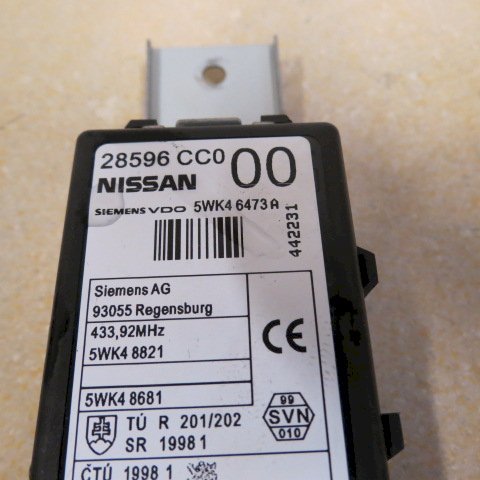 28596 CC0 00
NISSAN
SIEMENS VDO 5WK4 6473 A
442231
Siemens AG
93055 Regensburg
433,92MHz
5WK4 8821
5WK4 8681
TÚ R 201/202
SR 1998 1
99
SVN
010
ČTÚ 1998 1
CE